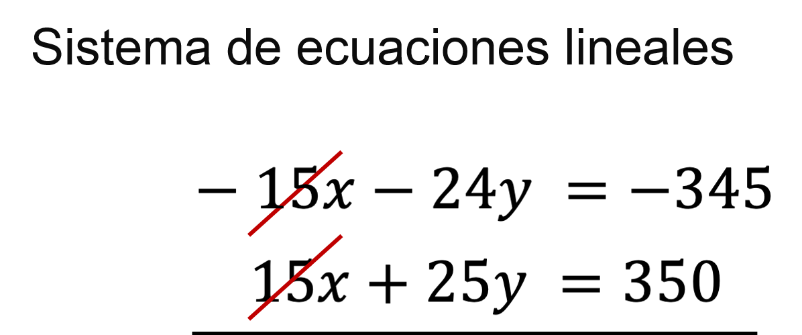 Sistema de ecuaciones lineales
− 15x − 24y = −345
15x + 25y = 350